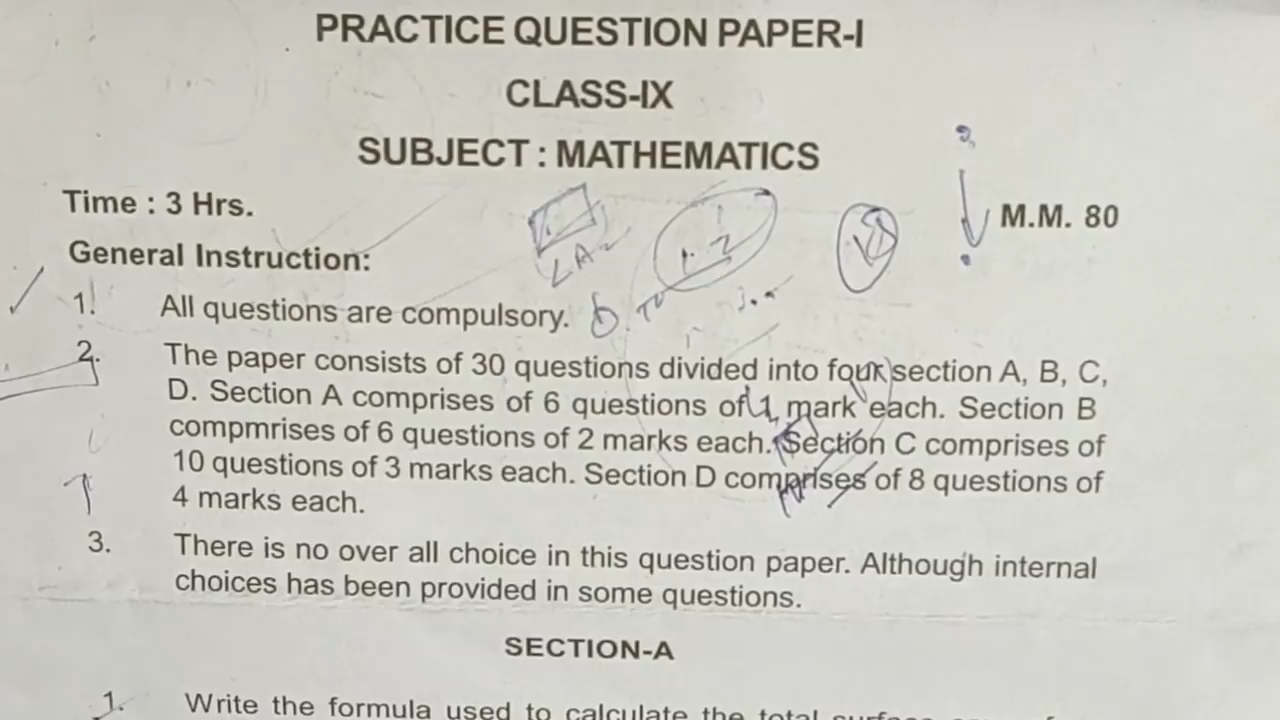 PRACTICE QUESTION PAPER-I
CLASS-IX
SUBJECT : MATHEMATICS
Time : 3 Hrs.
M.M. 80
General Instruction:
1. All questions are compulsory.
2. The paper consists of 30 questions divided into four section A, B, C,
D. Section A comprises of 6 questions of 1 mark each. Section B
compmrises of 6 questions of 2 marks each. Section C comprises of
10 questions of 3 marks each. Section D comprises of 8 questions of
4 marks each.
3. There is no over all choice in this question paper. Although internal
choices has been provided in some questions.
SECTION-A
1. Write the formula used to calculate the total surface